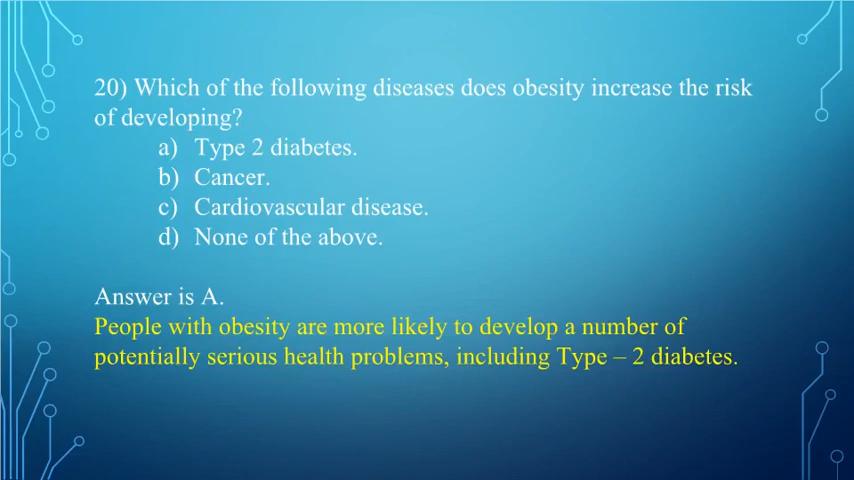 20) Which of the following diseases does obesity increase the risk
of developing?
a) Type 2 diabetes.
b) Cancer.
c) Cardiovascular disease.
d) None of the above.
Answer is A.
People with obesity are more likely to develop a number of
potentially serious health problems, including Type – 2 diabetes.